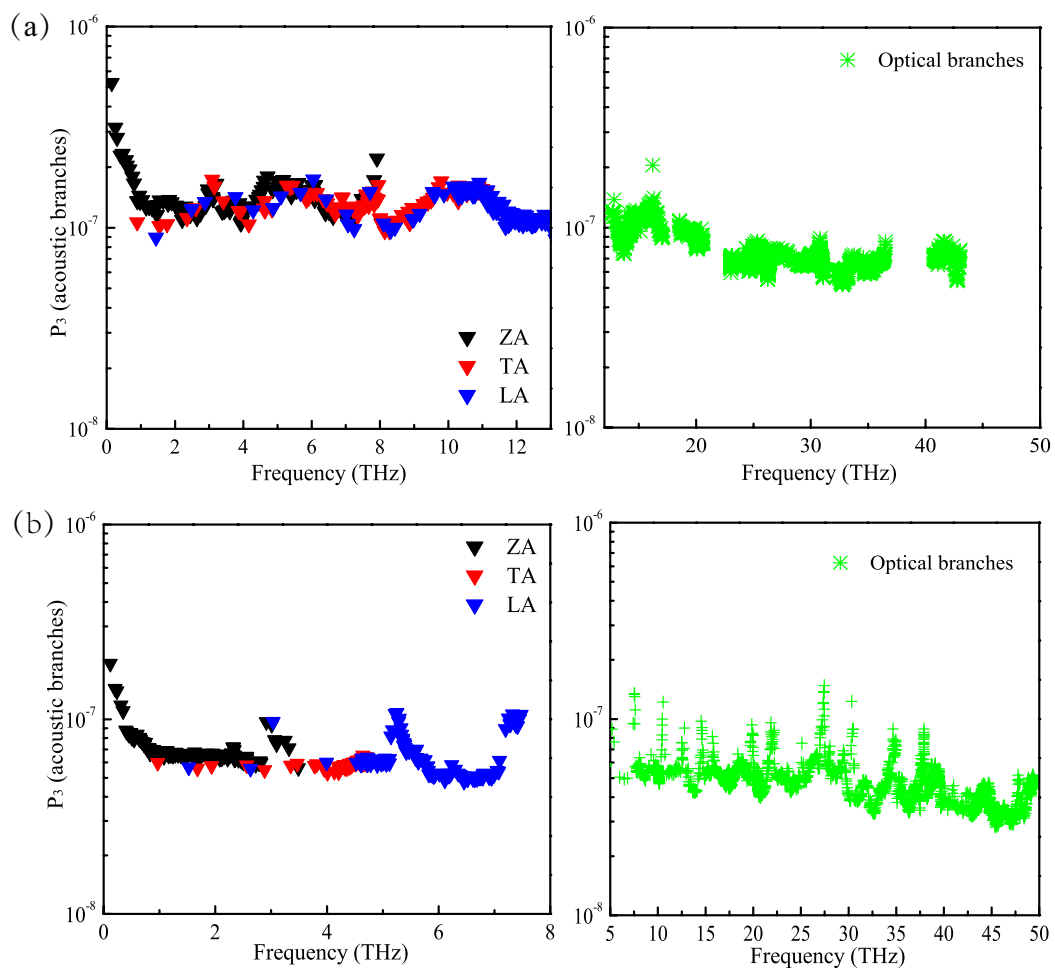 (a)
P₃ (acoustic branches)
10⁻⁶
10⁻⁷
10⁻⁸
ZA
TA
LA
0 2 4 6 8 10 12
Frequency (THz)
10⁻⁶
10⁻⁷
10⁻⁸
Optical branches
20 30 40 50
Frequency (THz)
(b)
P₃ (acoustic branches)
10⁻⁶
10⁻⁷
10⁻⁸
ZA
TA
LA
0 2 4 6 8
Frequency (THz)
10⁻⁶
10⁻⁷
10⁻⁸
Optical branches
5 10 15 20 25 30 35 40 45 50
Frequency (THz)